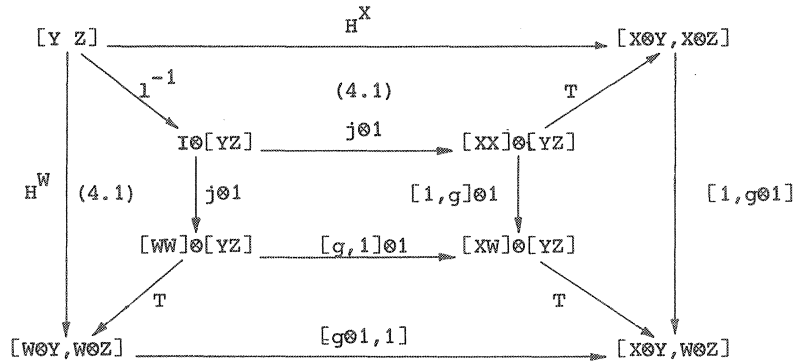 H^X
[Y Z] [X⊗Y,X⊗Z]
l^{-1} (4.1) T
j⊗1
I⊗[YZ] [XX]⊗[YZ]
H^W (4.1) j⊗1 [1,g]⊗1 [1,g⊗1]
[WW]⊗[YZ] [g,1]⊗1 [XW]⊗[YZ]
T T
[W⊗Y,W⊗Z] [g⊗1,1] [X⊗Y,W⊗Z]